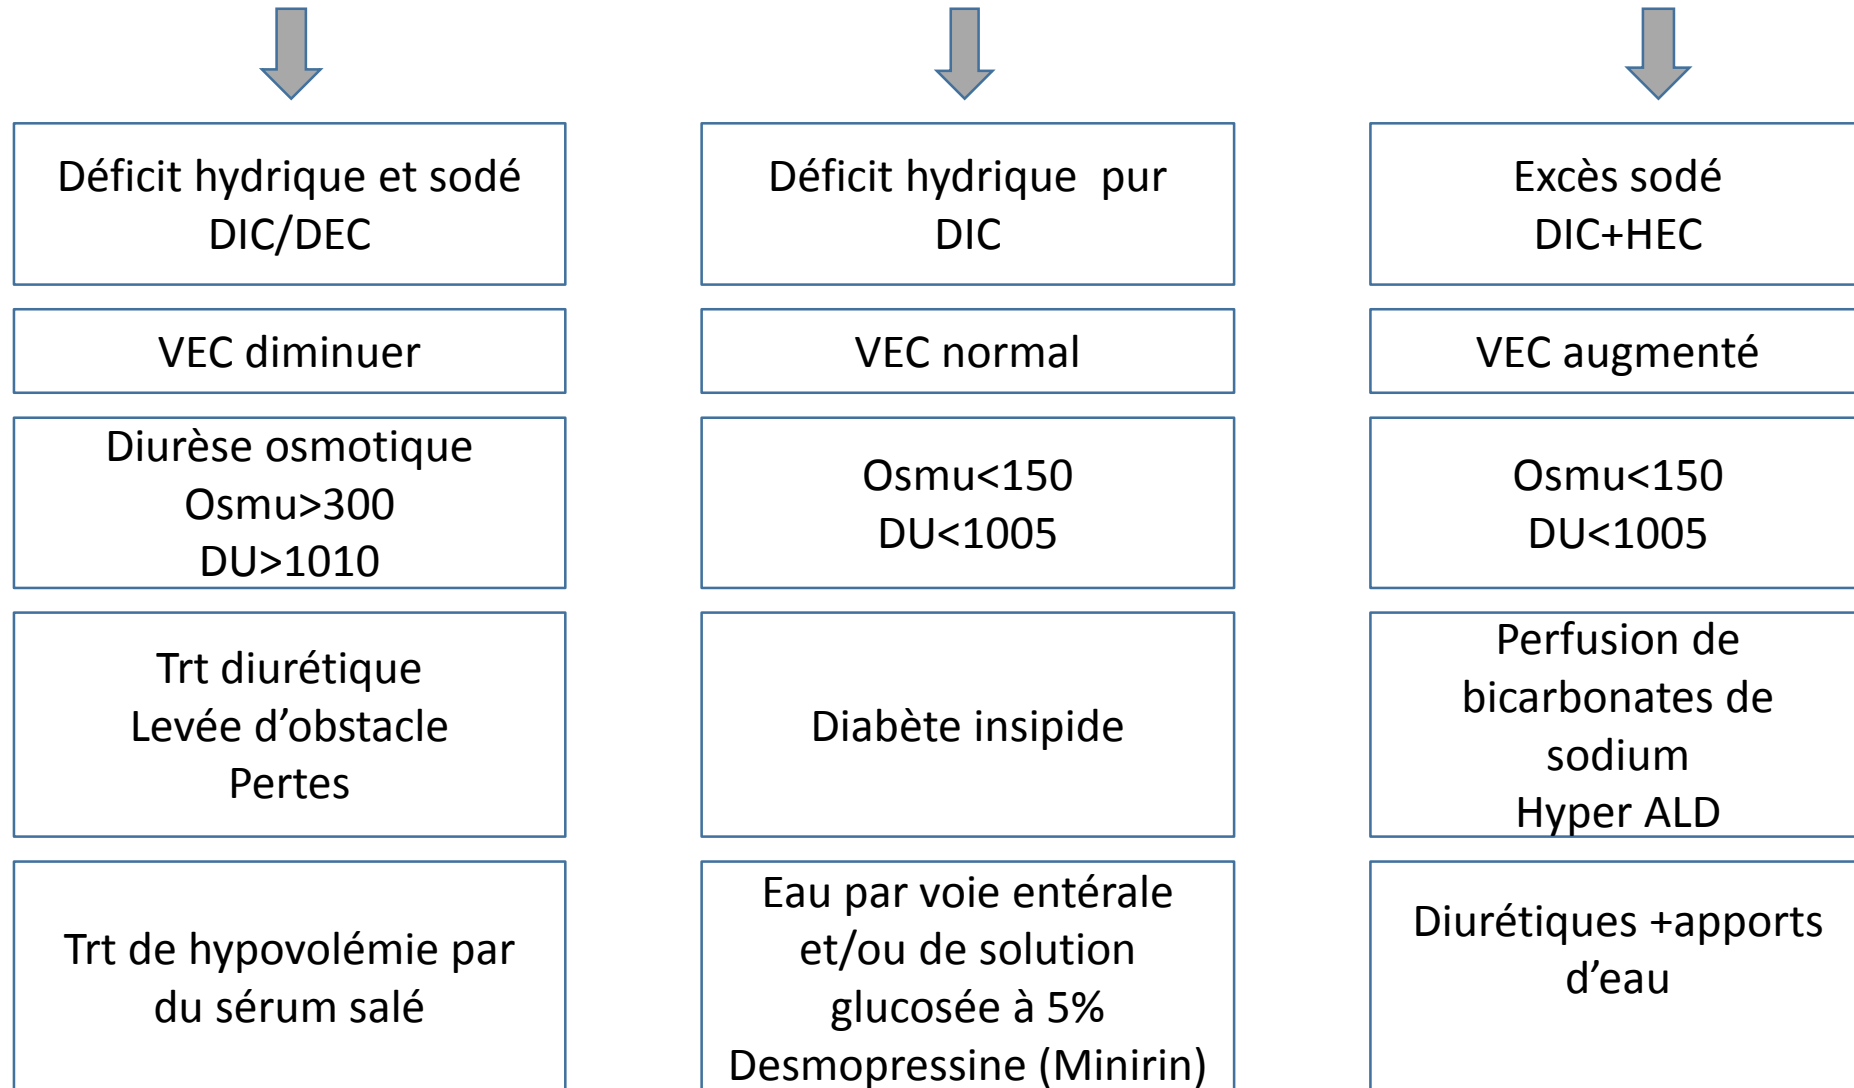 Déficit hydrique et sodé
DIC/DEC
VEC diminuer
Diurèse osmotique
Osmu>300
DU>1010
Trt diurétique
Levée d’obstacle
Pertes
Trt de hypovolémie par
du sérum salé
Déficit hydrique  pur
DIC
VEC normal
Osmu<150
DU<1005
Diabète insipide
Eau par voie entérale
et/ou de solution
glucosée à 5%
Desmopressine (Minirin)
Excès sodé
DIC+HEC
VEC augmenté
Osmu<150
DU<1005
Perfusion de
bicarbonates de
sodium
Hyper ALD
Diurétiques +apports
d’eau